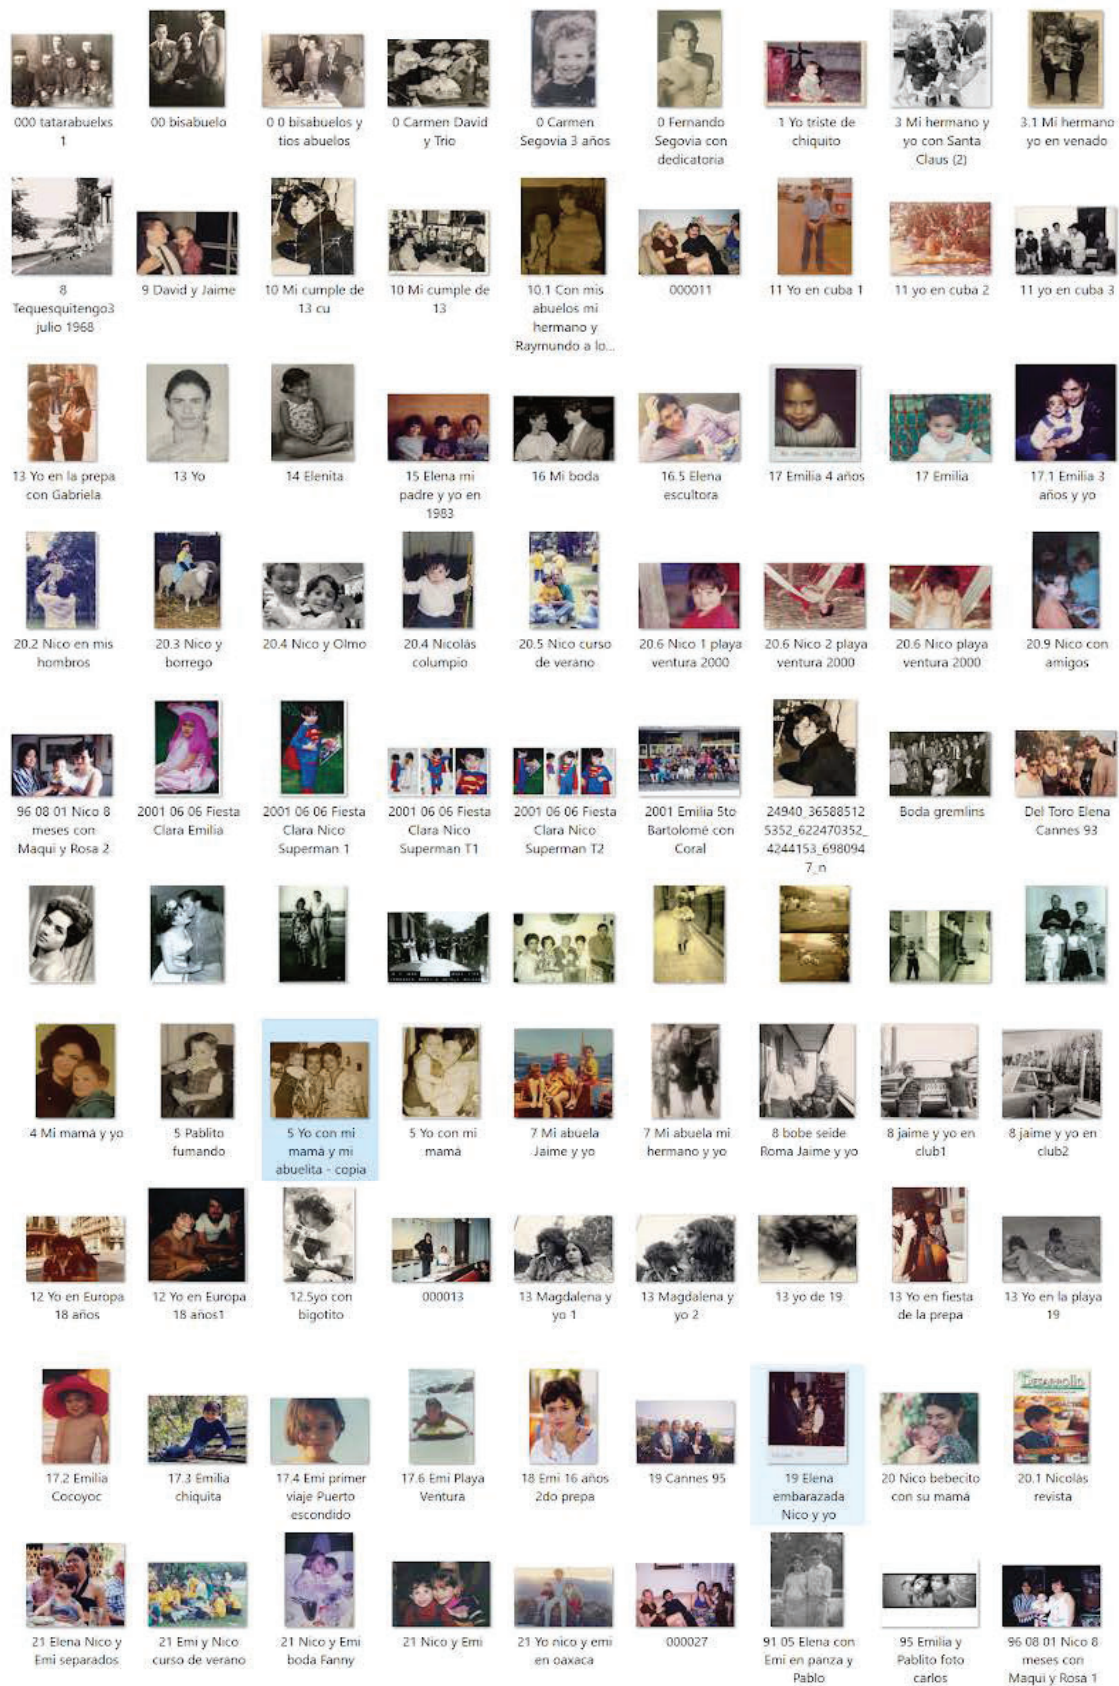 000 tatarabuelxs
1
00 bisabuelo
0 0 bisabuelos y
tios abuelos
0 Carmen David
y Trio
0 Carmen
Segovia 3 años
0 Fernando
Segovia con
dedicatoria
1 Yo triste de
chiquito
3 Mi hermano y
yo con Santa
Claus (2)
3.1 Mi hermano
yo en venado
8
Tequesquitengo3
julio 1968
9 David y Jaime
10 Mi cumple de
13 cu
10 Mi cumple de
13
10.1 Con mis
abuelos mi
hermano y
Raymundo a lo...
000011
11 Yo en cuba 1
11 yo en cuba 2
11 yo en cuba 3
13 Yo en la prepa
con Gabriela
13 Yo
14 Elenita
15 Elena mi
padre y yo en
1983
16 Mi boda
16.5 Elena
escultora
17 Emilia 4 años
17 Emilia
17.1 Emilia 3
años y yo
20.2 Nico en mis
hombros
20.3 Nico y
borrego
20.4 Nico y Olmo
20.4 Nicolás
columpio
20.5 Nico curso
de verano
20.6 Nico 1 playa
ventura 2000
20.6 Nico 2 playa
ventura 2000
20.6 Nico playa
ventura 2000
20.9 Nico con
amigos
96 08 01 Nico 8
meses con
Maqui y Rosa 2
2001 06 06 Fiesta
Clara Emilia
2001 06 06 Fiesta
Clara Nico
Superman 1
2001 06 06 Fiesta
Clara Nico
Superman T1
2001 06 06 Fiesta
Clara Nico
Superman T2
2001 Emilia 5to
Bartolomé con
Coral
24940_36588512
5352_622470352_
4244153_698094
7_n
Boda gremlins
Del Toro Elena
Cannes 93
4 Mi mamá y yo
5 Pablito
fumando
5 Yo con mi
mamá y mi
abuelita - copia
5 Yo con mi
mamá
7 Mi abuela
Jaime y yo
7 Mi abuela mi
hermano y yo
8 bobe seide
Roma Jaime y yo
8 jaime y yo en
club1
8 jaime y yo en
club2
12 Yo en Europa
18 años
12 Yo en Europa
18 años1
12.5yo con
bigotito
000013
13 Magdalena y
yo 1
13 Magdalena y
yo 2
13 yo de 19
13 Yo en fiesta
de la prepa
13 Yo en la playa
19
17.2 Emilia
Cocoyoc
17.3 Emilia
chiquita
17.4 Emi primer
viaje Puerto
escondido
17.6 Emi Playa
Ventura
18 Emi 16 años
2do prepa
19 Cannes 95
19 Elena
embarazada
Nico y yo
20 Nico bebecito
con su mamá
DESARROLLO
20.1 Nicolás
revista
21 Elena Nico y
Emi separados
21 Emi y Nico
curso de verano
21 Nico y Emi
boda Fanny
21 Nico y Emi
21 Yo nico y emi
en oaxaca
000027
91 05 Elena con
Emi en panza y
Pablo
95 Emilia y
Pablito foto
carlos
96 08 01 Nico 8
meses con
Maqui y Rosa 1